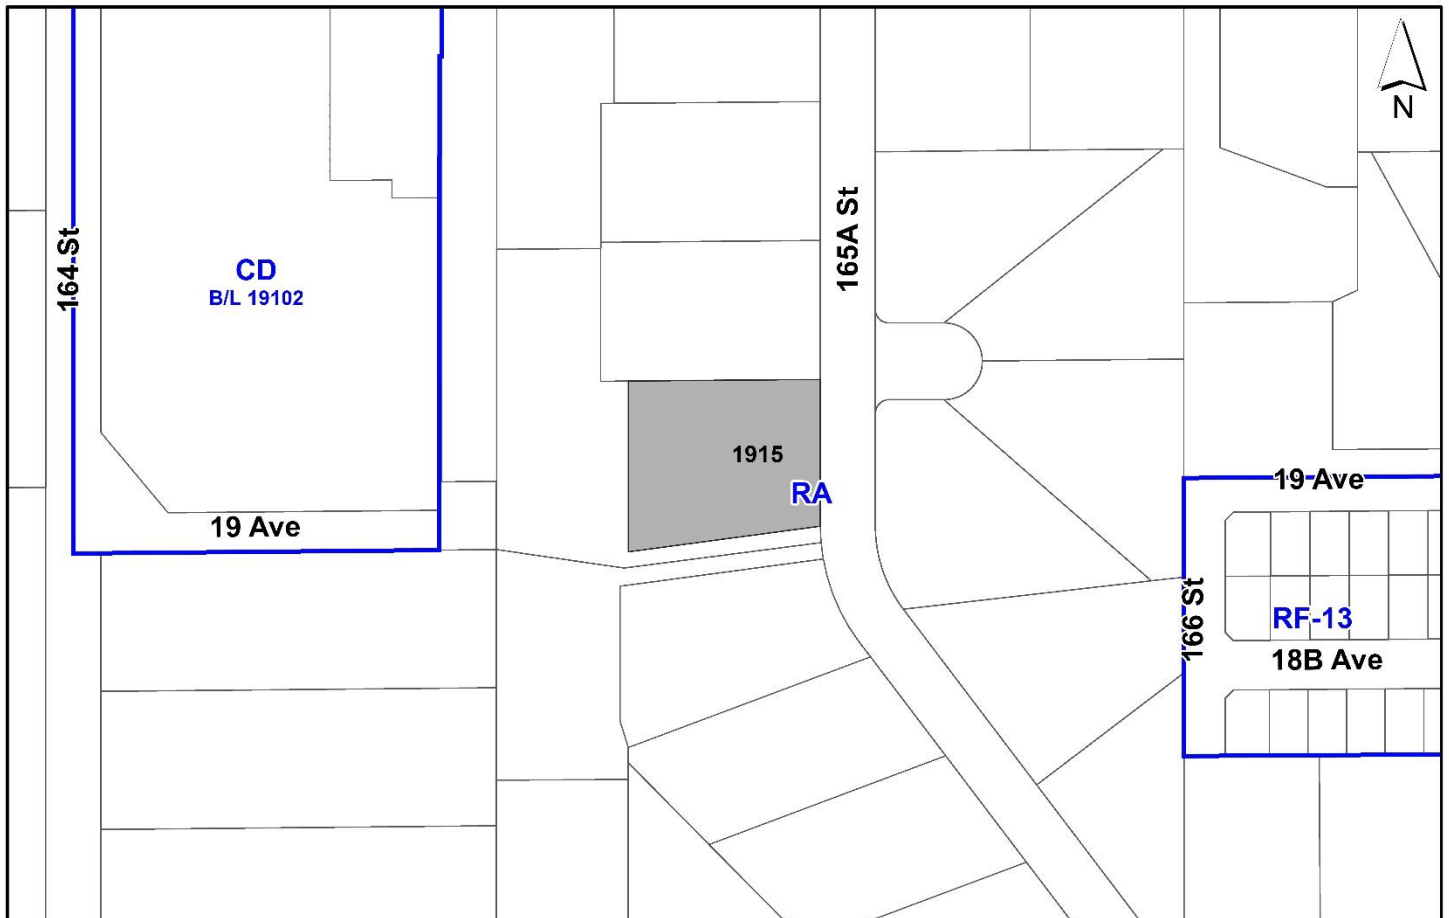 N
165A St
164 St
CD
B/L 19102
1915
RA
19 Ave
19 Ave
166 St
RF-13
18B Ave